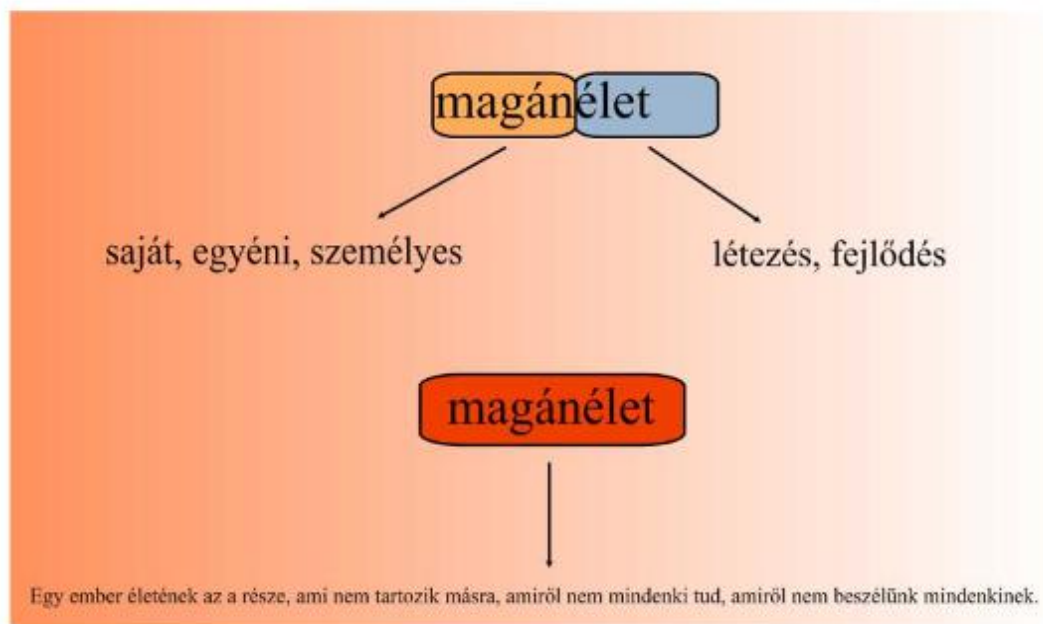 magánélet
saját, egyéni, személyes
létezés, fejlődés
magánélet
Egy ember életének az a része, ami nem tartozik másra, amiről nem mindenki tud, amiről nem beszélünk mindenkinek.